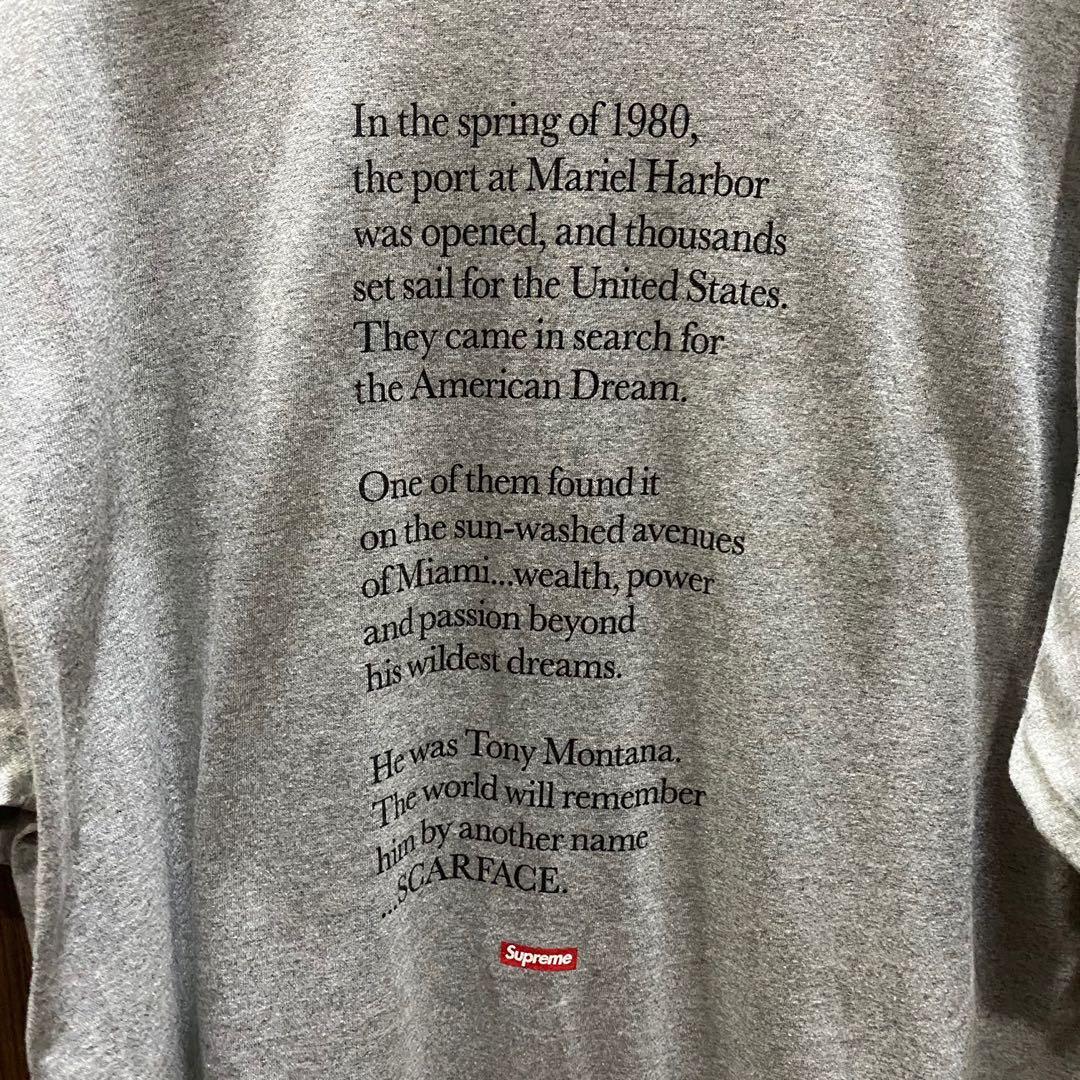 In the spring of 1980,
the port at Mariel Harbor
was opened, and thousands
set sail for the United States.
They came in search for
the American Dream.
One of them found it
on the sun-washed avenues
of Miami...wealth, power
and passion beyond
his wildest dreams.
He was Tony Montana.
The world will remember
him by another name
...SCARFACE.
Supreme